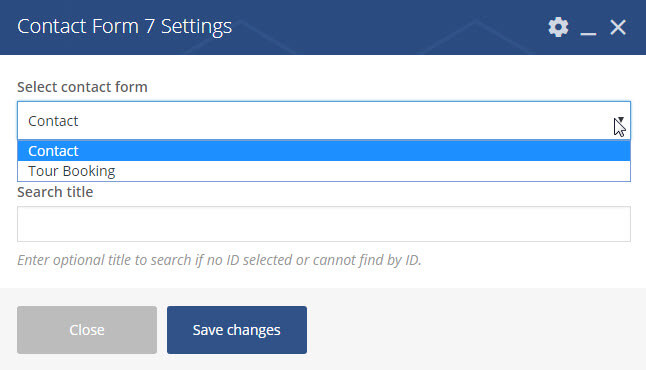 Contact Form 7 Settings
Select contact form
Contact
Contact
Tour Booking
Search title
Enter optional title to search if no ID selected or cannot find by ID.
Close
Save changes